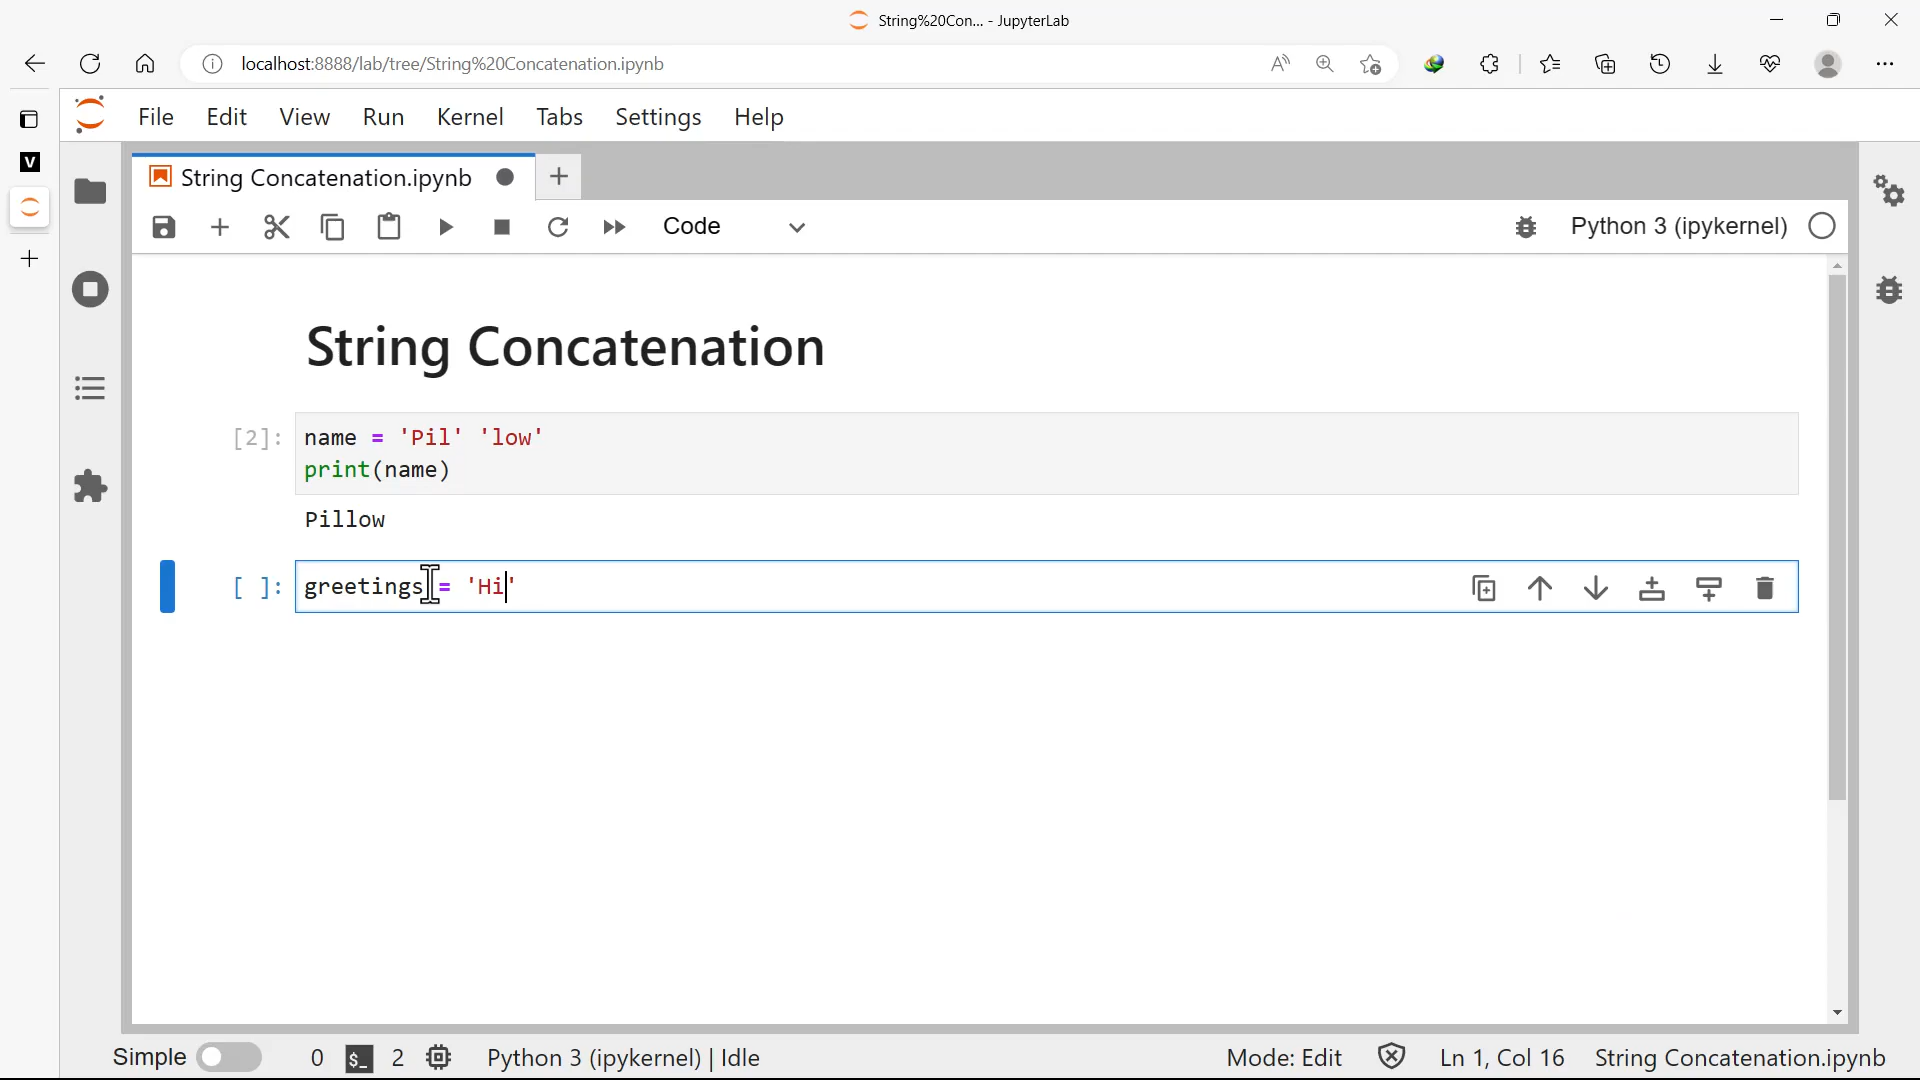 String%20Con... - JupyterLab
localhost:8888/lab/tree/String%20Concatenation.ipynb
File Edit View Run Kernel Tabs Settings Help
V
String Concatenation.ipynb
Code Python 3 (ipykernel)
String Concatenation
[2]: name = 'Pil' 'low'
print(name)
Pillow
[ ]: greetings = 'Hi'
Simple 0 $_ 2 Python 3 (ipykernel) | Idle Mode: Edit Ln 1, Col 16 String Concatenation.ipynb